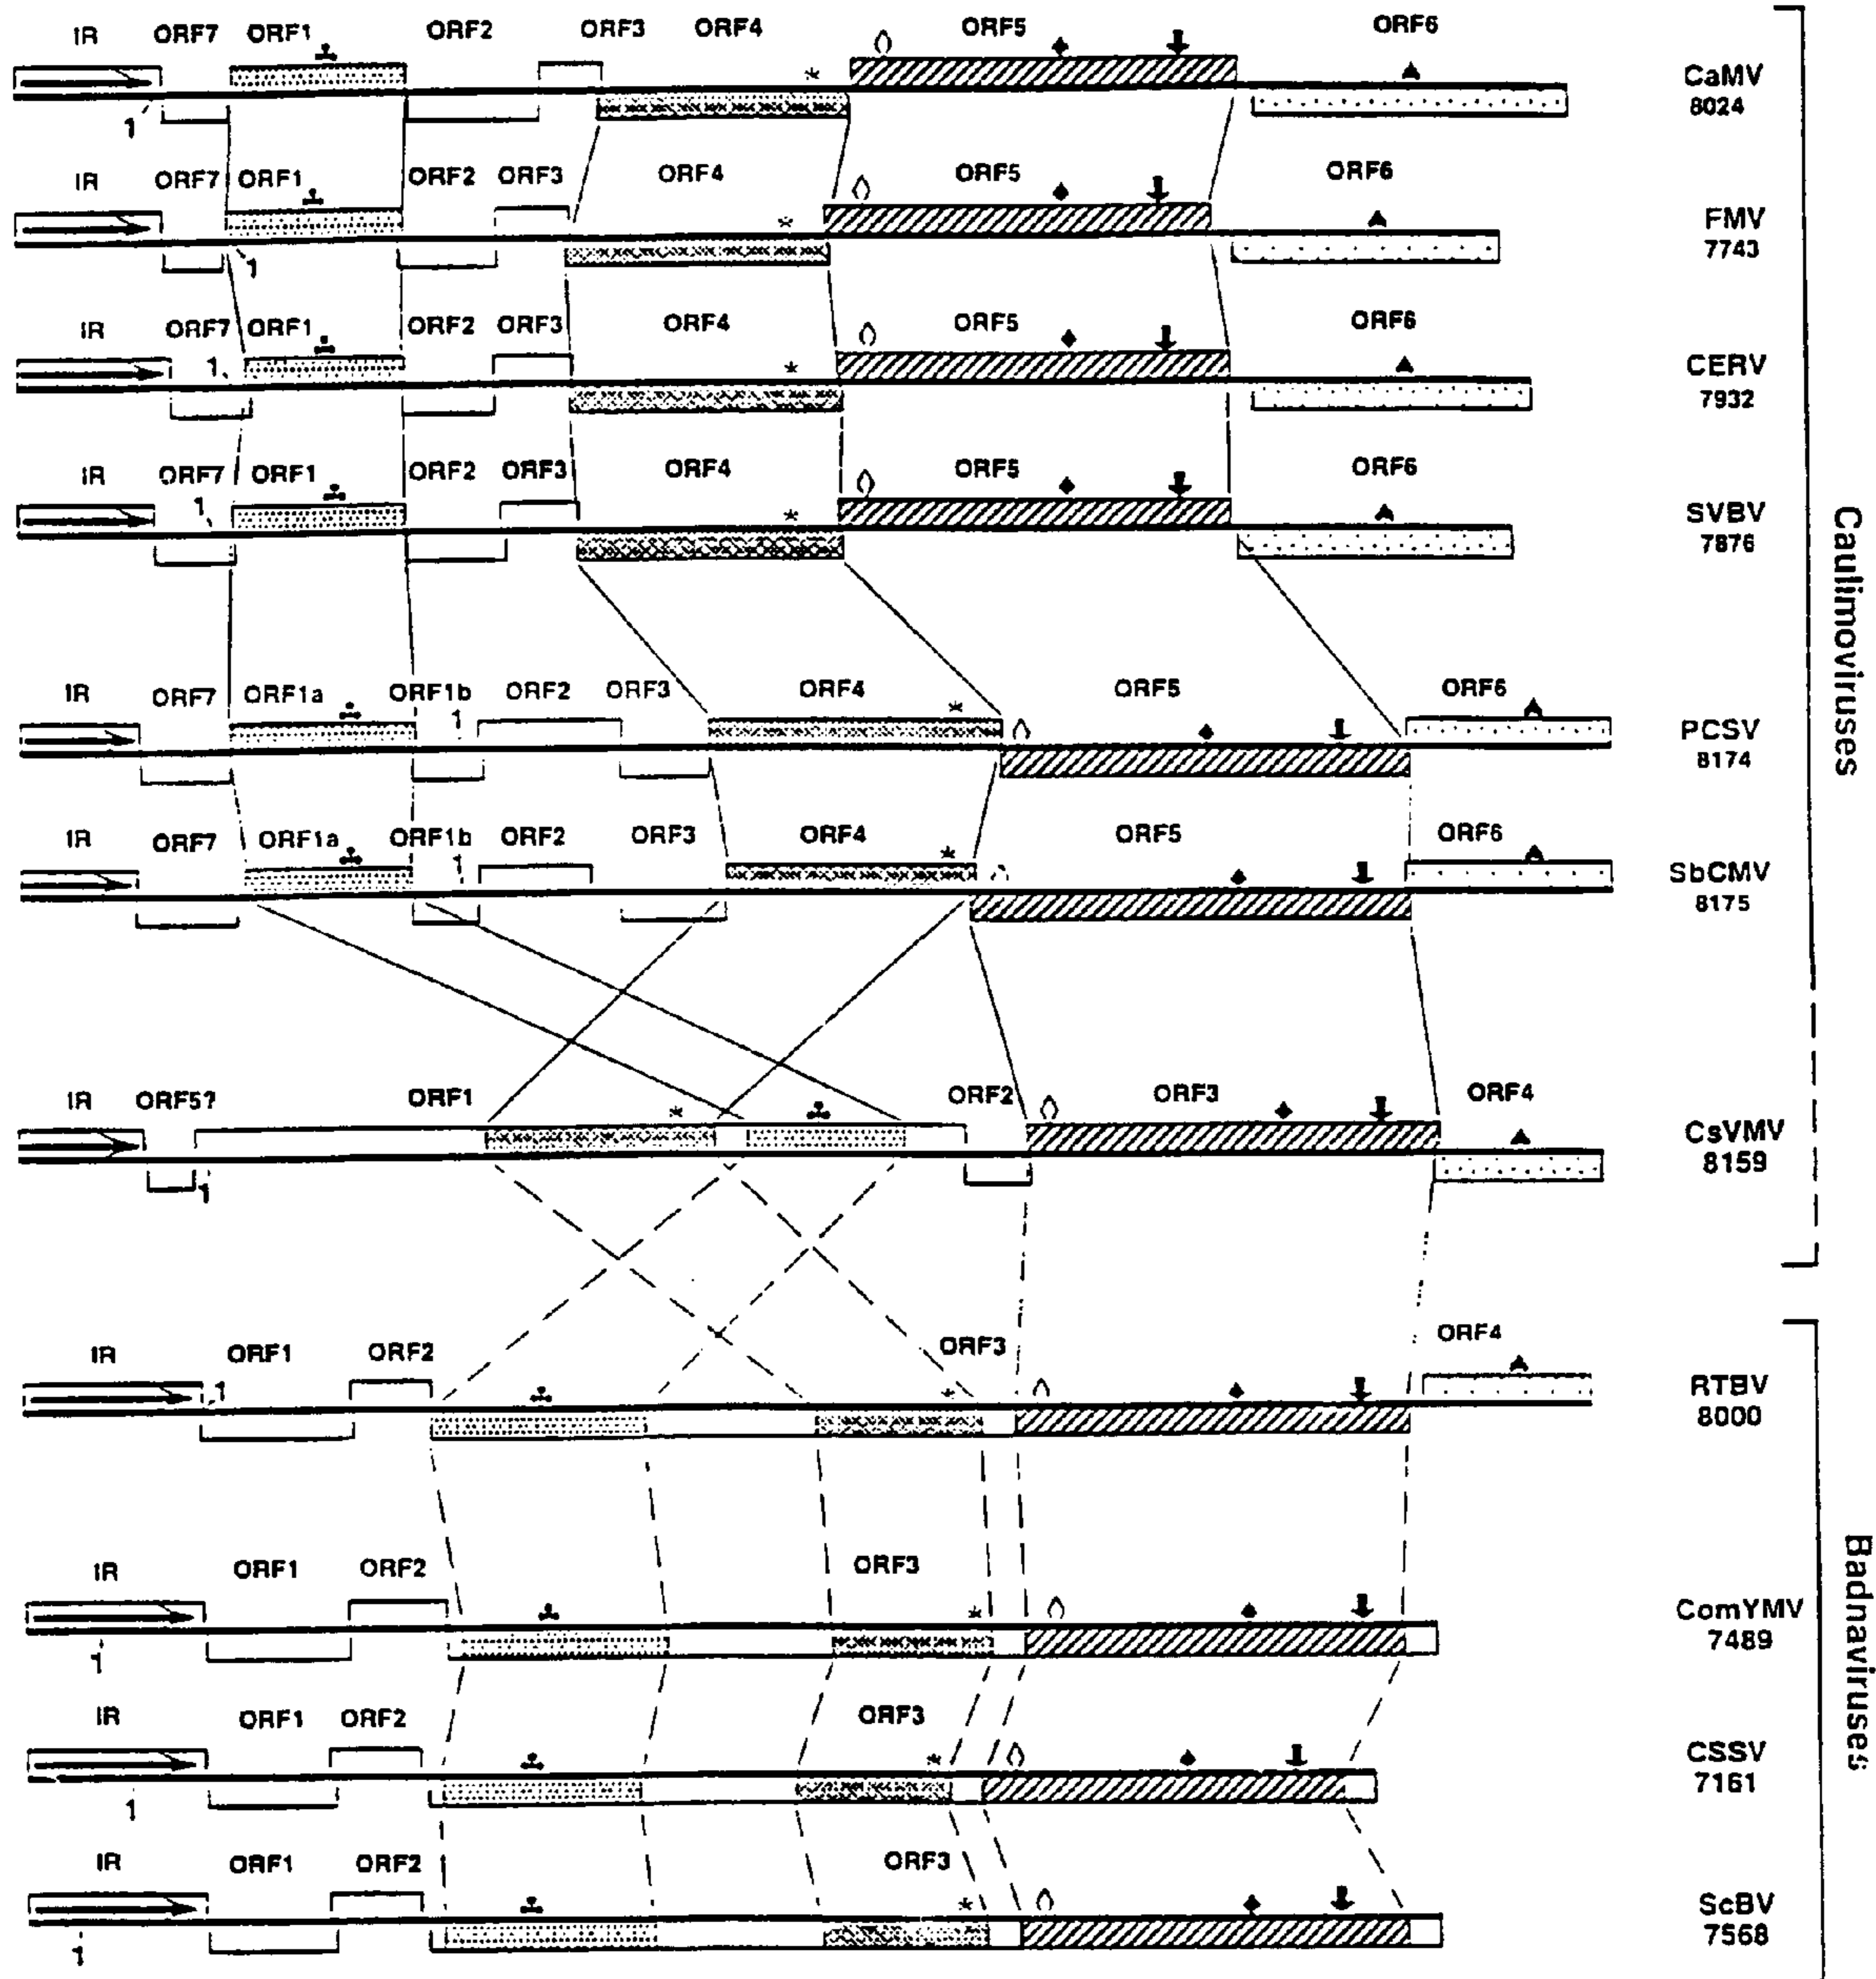 IR ORF7 ORF1 ORF2 ORF3 ORF4 ORF5 ORF6
*
CaMV
8024
1
IR ORF7 ORF1 ORF2 ORF3 ORF4 ORF5 ORF6
*
FMV
7743
1
IR ORF7 ORF1 ORF2 ORF3 ORF4 ORF5 ORF6
1 *
CERV
7932
IR ORF7 ORF1 ORF2 ORF3 ORF4 ORF5 ORF6
1 *
SVBV
7876
Caulimoviruses
IR ORF7 ORF1a ORF1b ORF2 ORF3 ORF4 ORF5 ORF6
1 *
PCSV
8174
IR ORF7 ORF1a ORF1b ORF2 ORF3 ORF4 ORF5 ORF6
1 *
SbCMV
8175
IR ORF5? ORF1 ORF2 ORF3 ORF4
*
CsVMV
8159
1
IR ORF1 ORF2 ORF3 ORF4
1 *
RTBV
8000
IR ORF1 ORF2 ORF3
*
ComYMV
7489
1
Badnaviruses
IR ORF1 ORF2 ORF3
*
CSSV
7161
1
IR ORF1 ORF2 ORF3
*
ScBV
7568
1